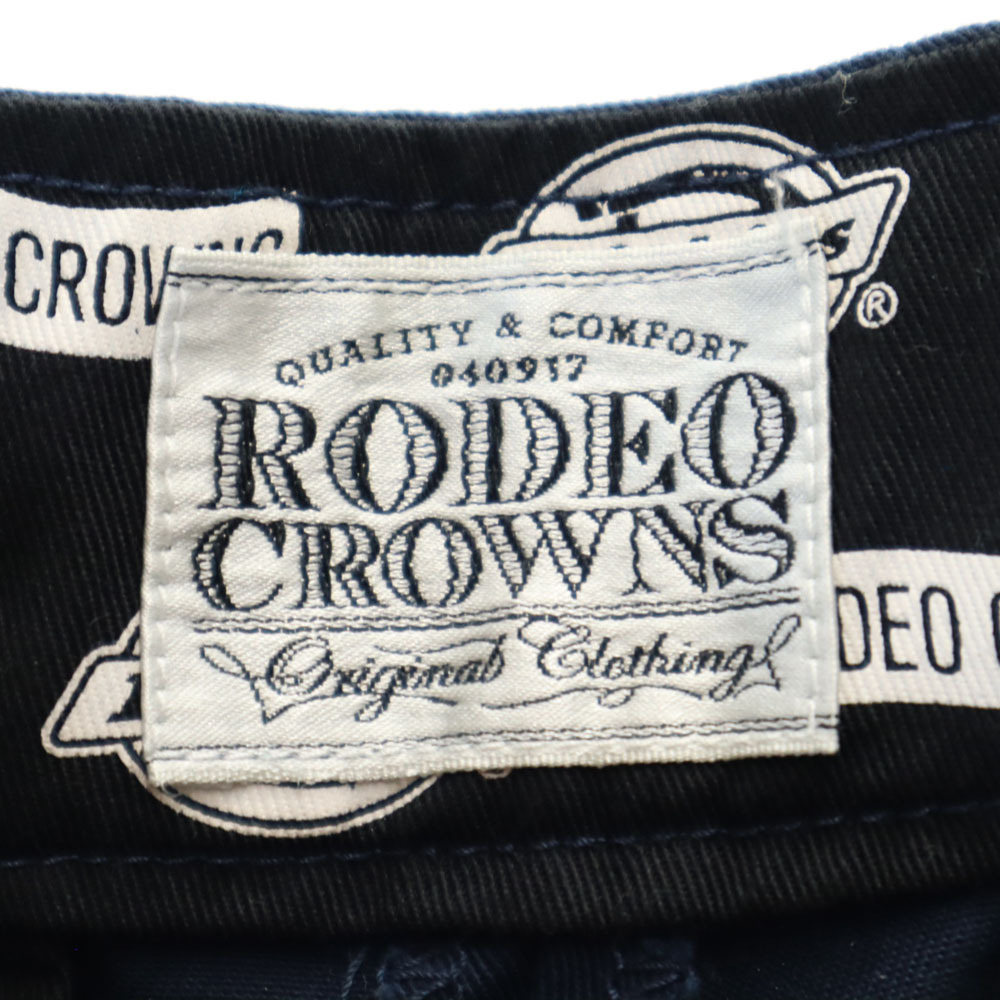 CROWNS
s
®
QUALITY & COMFORT
040917
RODEO
CROWNS
Original Clothing
DEO